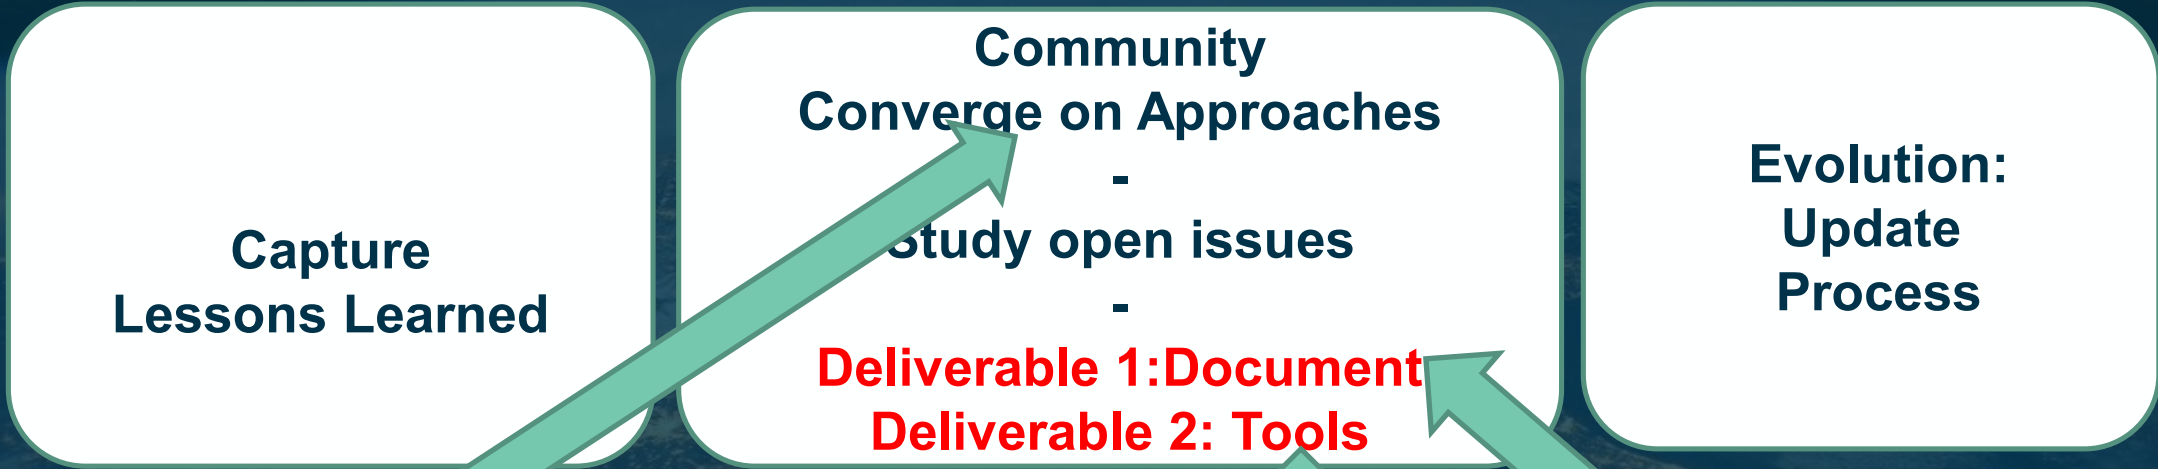 Capture
Lessons Learned
Community
Converge on Approaches
-
Study open issues
-
Deliverable 1:Document
Deliverable 2: Tools
Evolution:
Update
Process